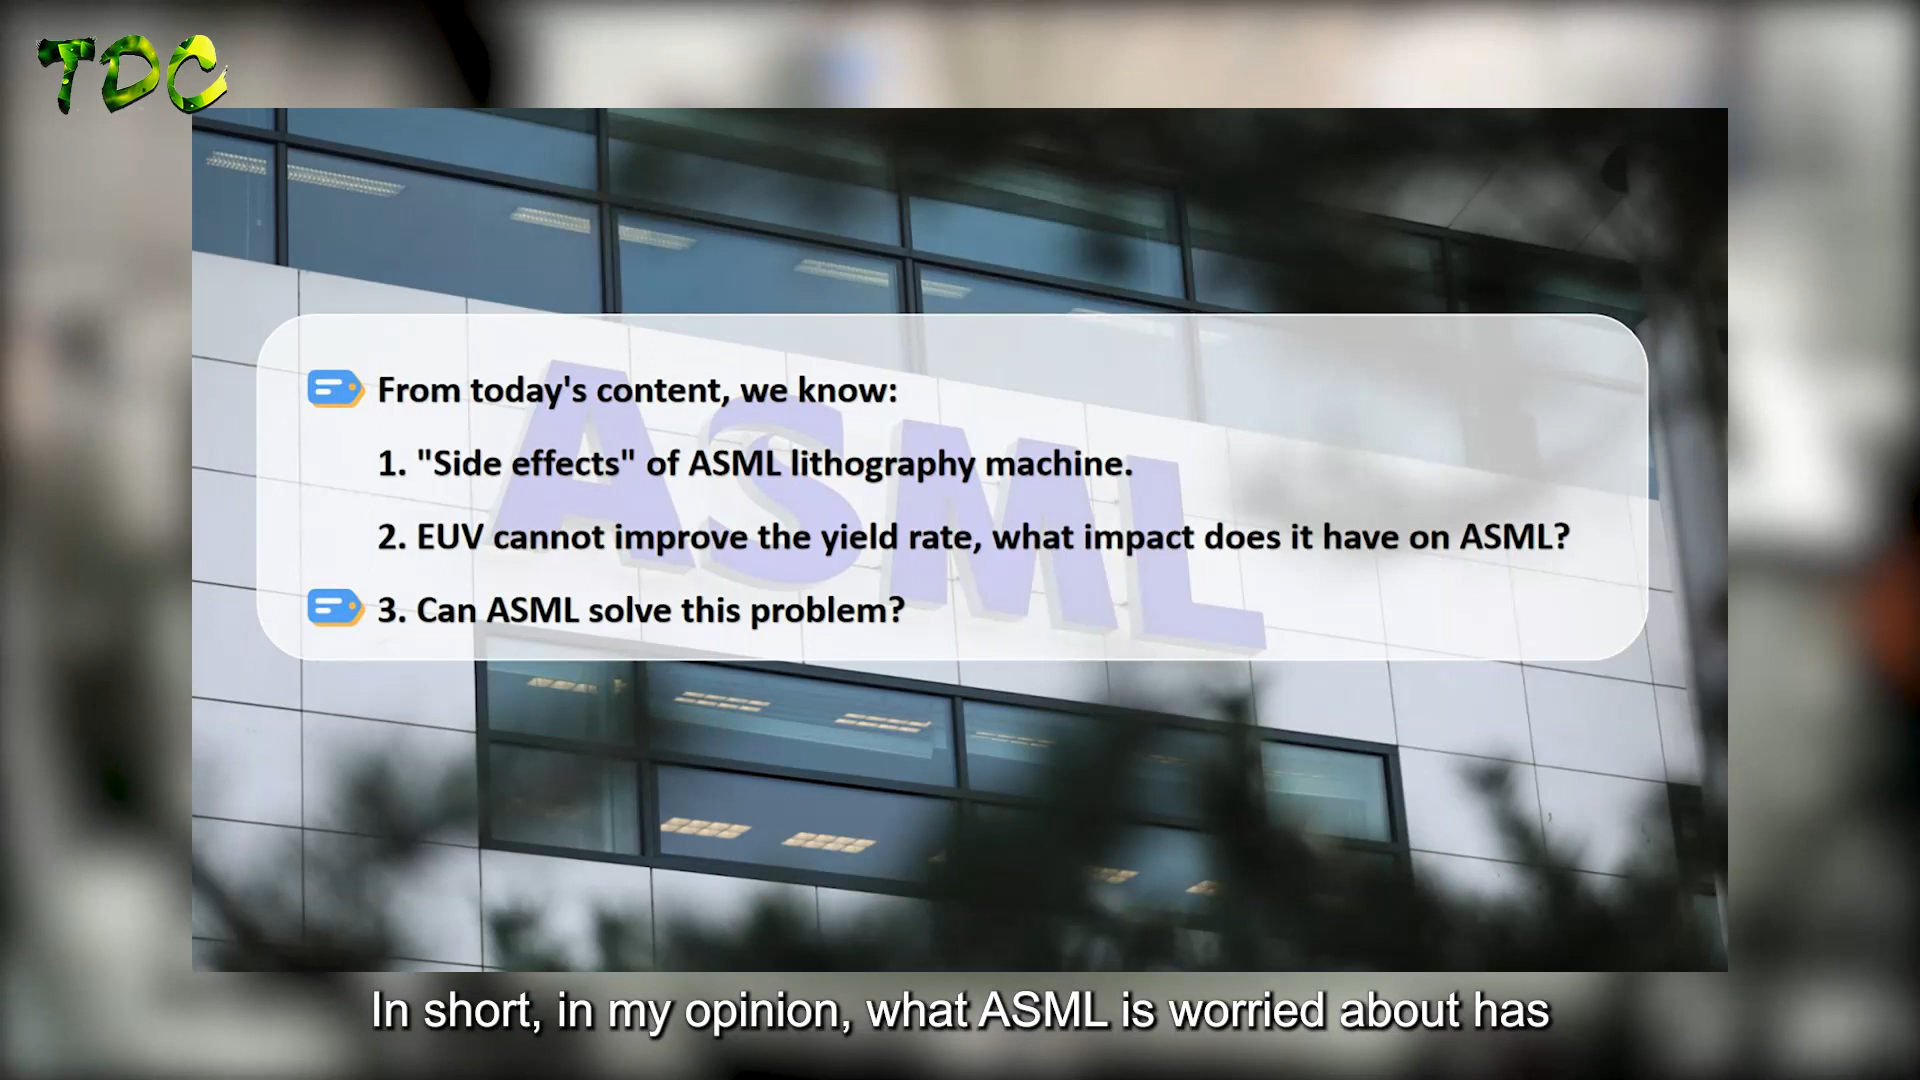 TDC
From today's content, we know:
1. "Side effects" of ASML lithography machine.
ASML
2. EUV cannot improve the yield rate, what impact does it have on ASML?
3. Can ASML solve this problem?
In short, in my opinion, what ASML is worried about has